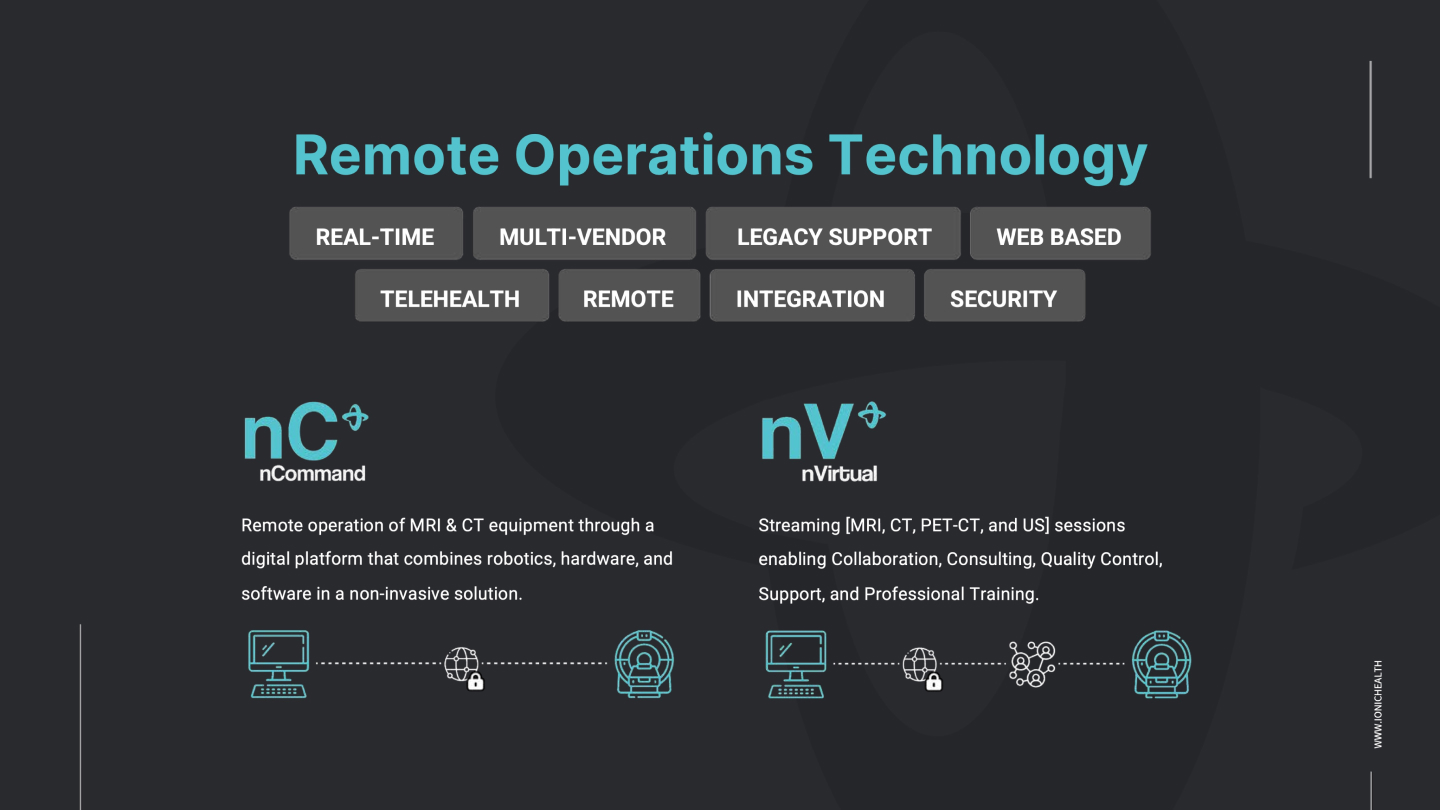 Remote Operations Technology
REAL-TIME MULTI-VENDOR LEGACY SUPPORT WEB BASED
TELEHEALTH REMOTE INTEGRATION SECURITY
nC
nCommand
Remote operation of MRI & CT equipment through a
digital platform that combines robotics, hardware, and
software in a non-invasive solution.
nV
nVirtual
Streaming [MRI, CT, PET-CT, and US] sessions
enabling Collaboration, Consulting, Quality Control,
Support, and Professional Training.
WWW.IONICHEALTH